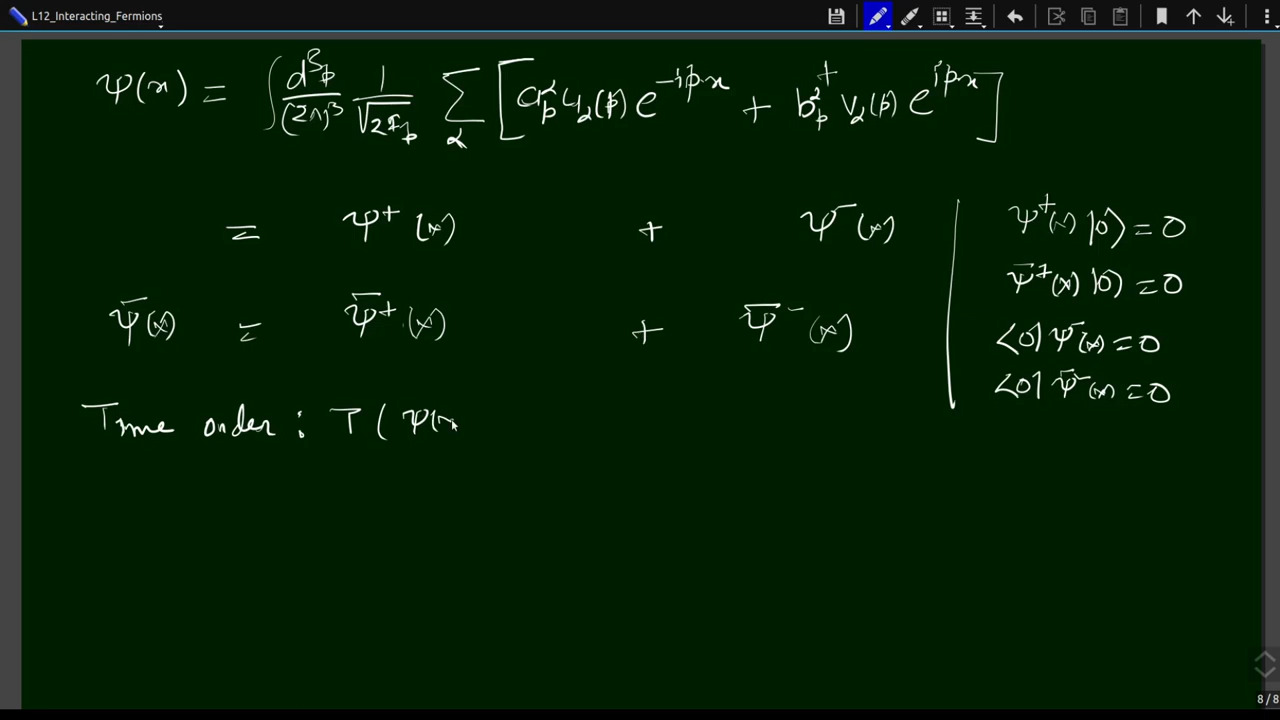 L12_Interacting_Fermions
ψ(x) = ∫ d³p/(2π)³ 1/√2E_p ∑_α [a_p^α u_α(p) e^{-ip·x} + b_p^{α†} v_α(p) e^{ip·x}]
= ψ⁺(x) + ψ⁻(x)
ψ̄(x) = ψ̄⁺(x) + ψ̄⁻(x)
ψ⁺(x) |0⟩ = 0
ψ̄⁺(x) |0⟩ = 0
⟨0| ψ⁻(x) = 0
⟨0| ψ̄⁻(x) = 0
Time order : T ( ψ(x
8/8